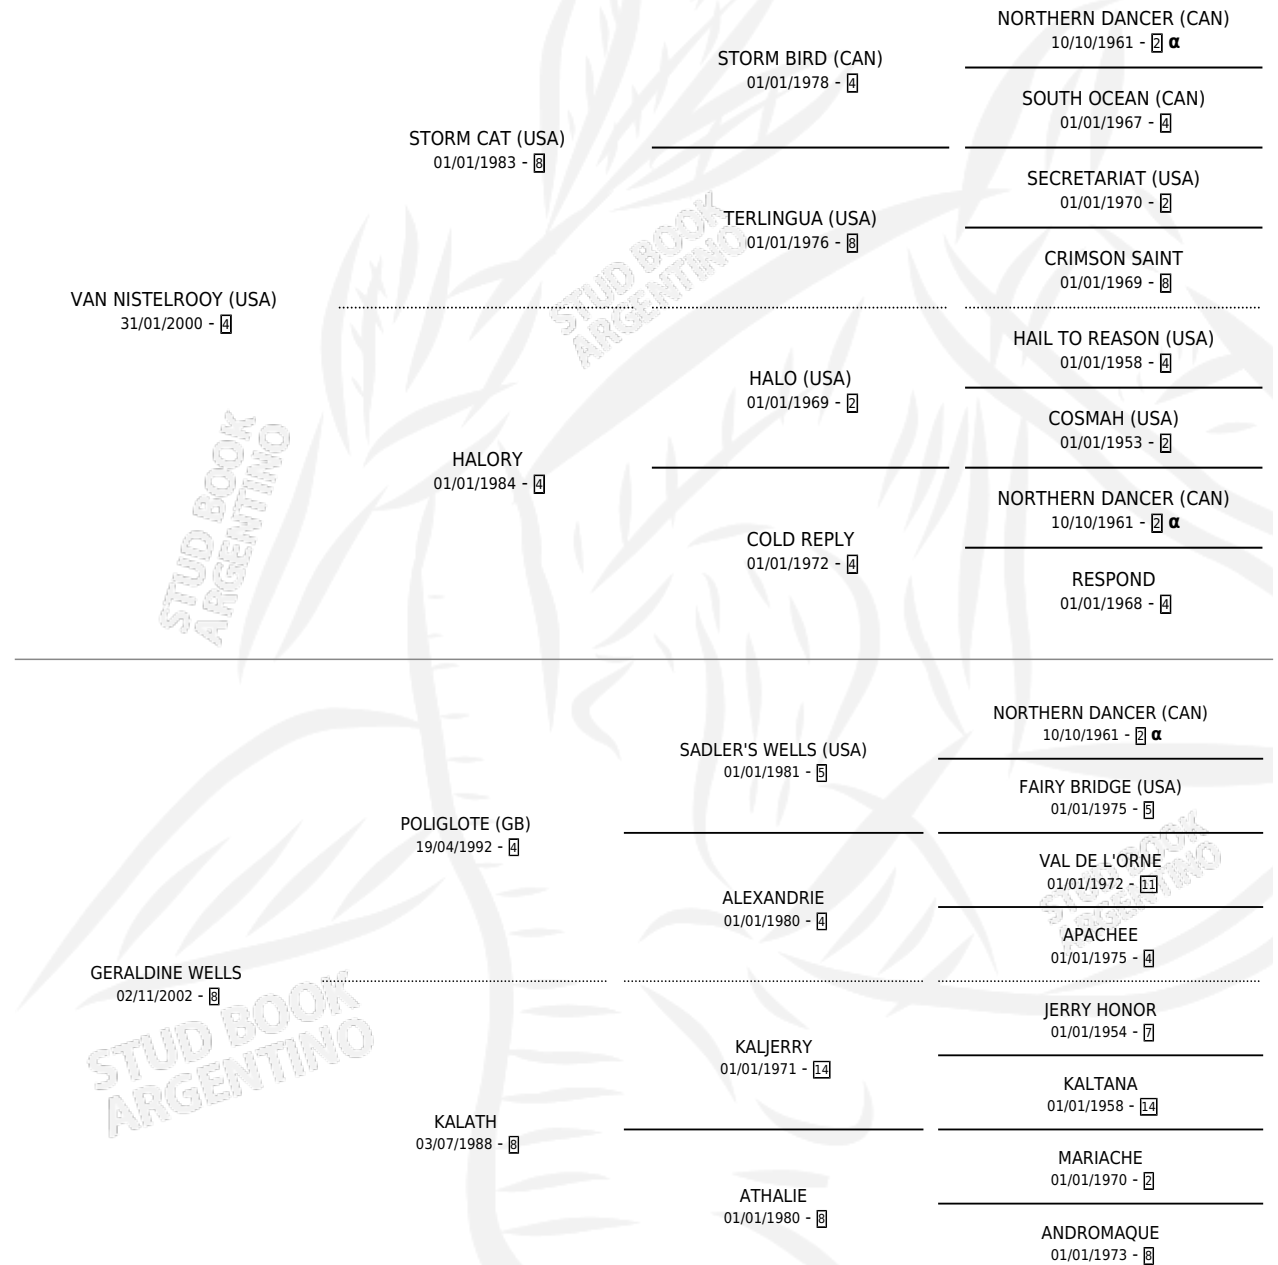 NORTHERN DANCER (CAN)
10/10/1961 - 2 α
STORM BIRD (CAN)
01/01/1978 - 4
SOUTH OCEAN (CAN)
01/01/1967 - 4
STORM CAT (USA)
01/01/1983 - 8
SECRETARIAT (USA)
01/01/1970 - 2
TERLINGUA (USA)
01/01/1976 - 8
CRIMSON SAINT
01/01/1969 - 8
VAN NISTELROOY (USA)
31/01/2000 - 4
HAIL TO REASON (USA)
01/01/1958 - 4
HALO (USA)
01/01/1969 - 2
COSMAH (USA)
01/01/1953 - 2
HALORY
01/01/1984 - 4
NORTHERN DANCER (CAN)
10/10/1961 - 2 α
COLD REPLY
01/01/1972 - 4
RESPOND
01/01/1968 - 4
STUD BOOK
ARGENTINO
STUD BOOK
ARGENTINO
NORTHERN DANCER (CAN)
10/10/1961 - 2 α
SADLER'S WELLS (USA)
01/01/1981 - 5
FAIRY BRIDGE (USA)
01/01/1975 - 5
POLIGLOTE (GB)
19/04/1992 - 4
VAL DE L'ORNE
01/01/1972 - 11
ALEXANDRIE
01/01/1980 - 4
APACHEE
01/01/1975 - 4
GERALDINE WELLS
02/11/2002 - 8
JERRY HONOR
01/01/1954 - 7
KALJERRY
01/01/1971 - 14
KALTANA
01/01/1958 - 14
KALATH
03/07/1988 - 8
MARIACHE
01/01/1970 - 2
ATHALIE
01/01/1980 - 8
ANDROMAQUE
01/01/1973 - 8
STUD BOOK
ARGENTINO
STUD BOOK
ARGENTINO